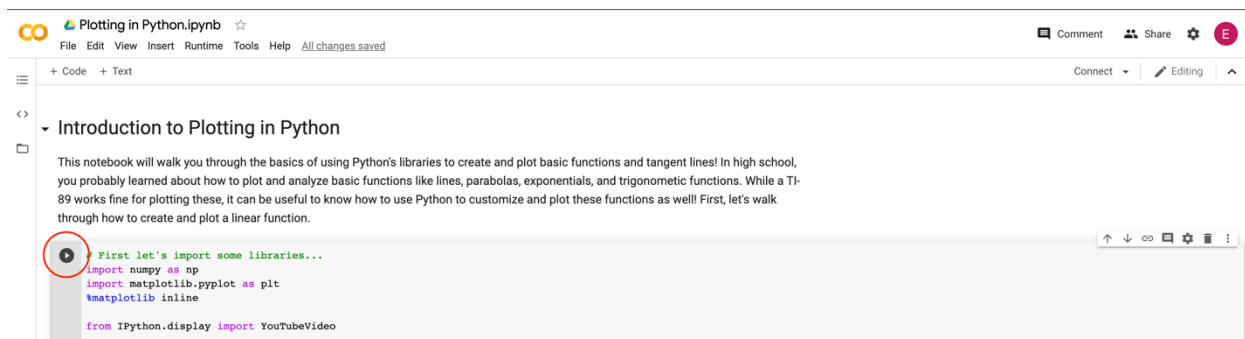 Plotting in Python.ipynb
File Edit View Insert Runtime Tools Help All changes saved
Comment Share E
+ Code + Text
Connect Editing
Introduction to Plotting in Python
This notebook will walk you through the basics of using Python's libraries to create and plot basic functions and tangent lines! In high school,
you probably learned about how to plot and analyze basic functions like lines, parabolas, exponentials, and trigonometic functions. While a TI-
89 works fine for plotting these, it can be useful to know how to use Python to customize and plot these functions as well! First, let's walk
through how to create and plot a linear function.
# First let's import some libraries...
import numpy as np
import matplotlib.pyplot as plt
%matplotlib inline
from IPython.display import YouTubeVideo